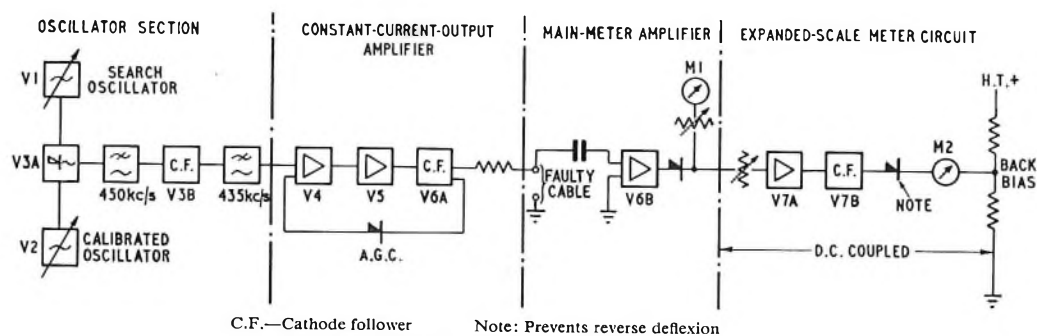 OSCILLATOR SECTION
CONSTANT-CURRENT-OUTPUT
AMPLIFIER
MAIN-METER AMPLIFIER
EXPANDED-SCALE METER CIRCUIT
V1
SEARCH
OSCILLATOR
V3A
450kc/s
C.F.
V3B
435kc/s
V2
CALIBRATED
OSCILLATOR
V4
V5
C.F.
V6A
A.G.C.
FAULTY
CABLE
V6B
M1
V7A
C.F.
V7B
NOTE
M2
H.T.+
BACK
BIAS
D.C. COUPLED
C.F.—Cathode follower
Note: Prevents reverse deflexion